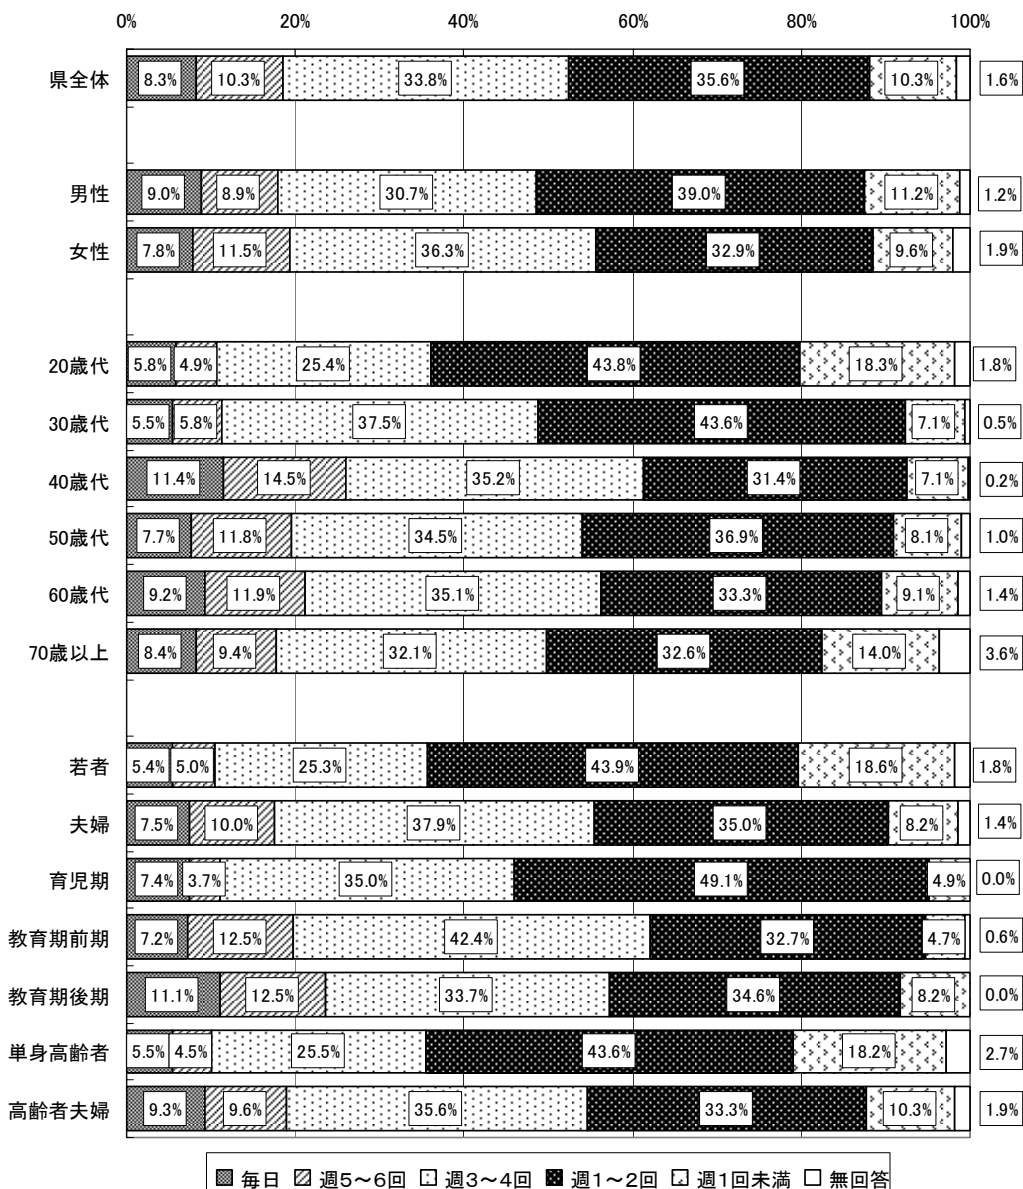 0% 20% 40% 60% 80% 100%
県全体 8.3% 10.3% 33.8% 35.6% 10.3% 1.6%
男性 9.0% 8.9% 30.7% 39.0% 11.2% 1.2%
女性 7.8% 11.5% 36.3% 32.9% 9.6% 1.9%
20歳代 5.8% 4.9% 25.4% 43.8% 18.3% 1.8%
30歳代 5.5% 5.8% 37.5% 43.6% 7.1% 0.5%
40歳代 11.4% 14.5% 35.2% 31.4% 7.1% 0.2%
50歳代 7.7% 11.8% 34.5% 36.9% 8.1% 1.0%
60歳代 9.2% 11.9% 35.1% 33.3% 9.1% 1.4%
70歳以上 8.4% 9.4% 32.1% 32.6% 14.0% 3.6%
若者 5.4% 5.0% 25.3% 43.9% 18.6% 1.8%
夫婦 7.5% 10.0% 37.9% 35.0% 8.2% 1.4%
育児期 7.4% 3.7% 35.0% 49.1% 4.9% 0.0%
教育期前期 7.2% 12.5% 42.4% 32.7% 4.7% 0.6%
教育期後期 11.1% 12.5% 33.7% 34.6% 8.2% 0.0%
単身高齢者 5.5% 4.5% 25.5% 43.6% 18.2% 2.7%
高齢者夫婦 9.3% 9.6% 35.6% 33.3% 10.3% 1.9%
毎日 週5～6回 週3～4回 週1～2回 週1回未満 無回答